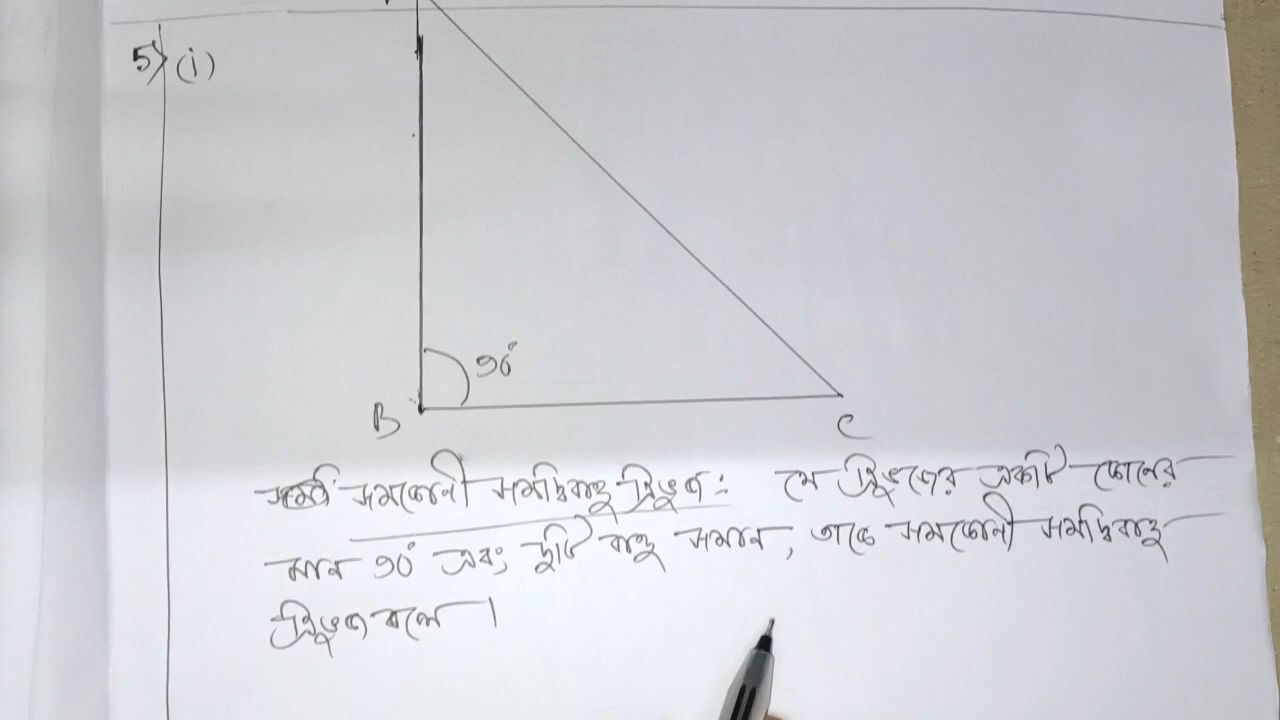 5) (i)
90°
B
C
সমকোনী সমদ্বিবাহু ত্রিভুজ : যে ত্রিভুজের একটি কোনের
মান 90° এবং দুটি বাহু সমান, তাকে সমকোনী সমদ্বিবাহু
ত্রিভুজ বলে ।